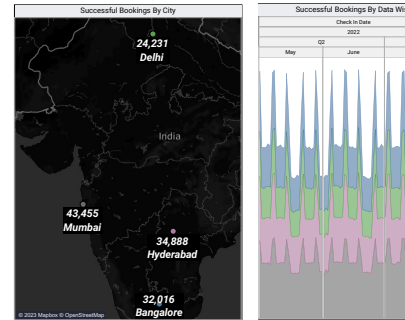 Successful Bookings By City
24,231
Delhi
India
43,455
Mumbai
34,888
Hyderabad
32,016
Bangalore
© 2023 Mapbox © OpenStreetMap
Successful Bookings By Data Wis
Check In Date
2022
Q2
May
June